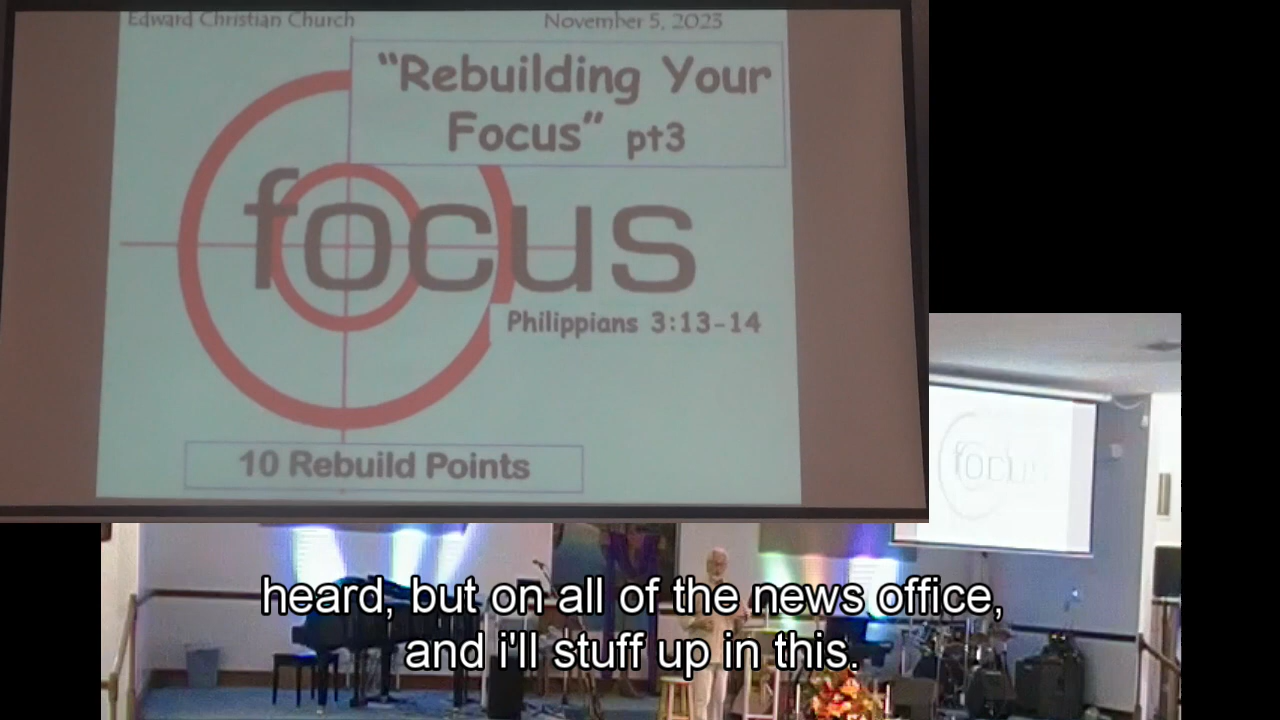 Edward Christian Church
November 5, 2023
“Rebuilding Your
Focus” pt3
focus
Philippians 3:13-14
10 Rebuild Points
focus
heard, but on all of the news office,
and i'll stuff up in this.